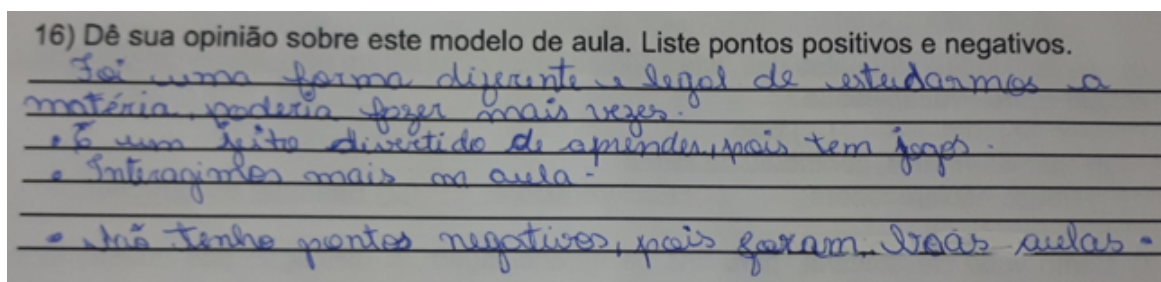 16) Dê sua opinião sobre este modelo de aula. Liste pontos positivos e negativos.
Foi uma forma diferente e legal de estudarmos a
matéria, poderia fazer mais vezes.
• É um jeito divertido de aprender, pois tem jogos.
• Interagimos mais na aula.
• Não tenho pontos negativos, pois foram boas aulas.